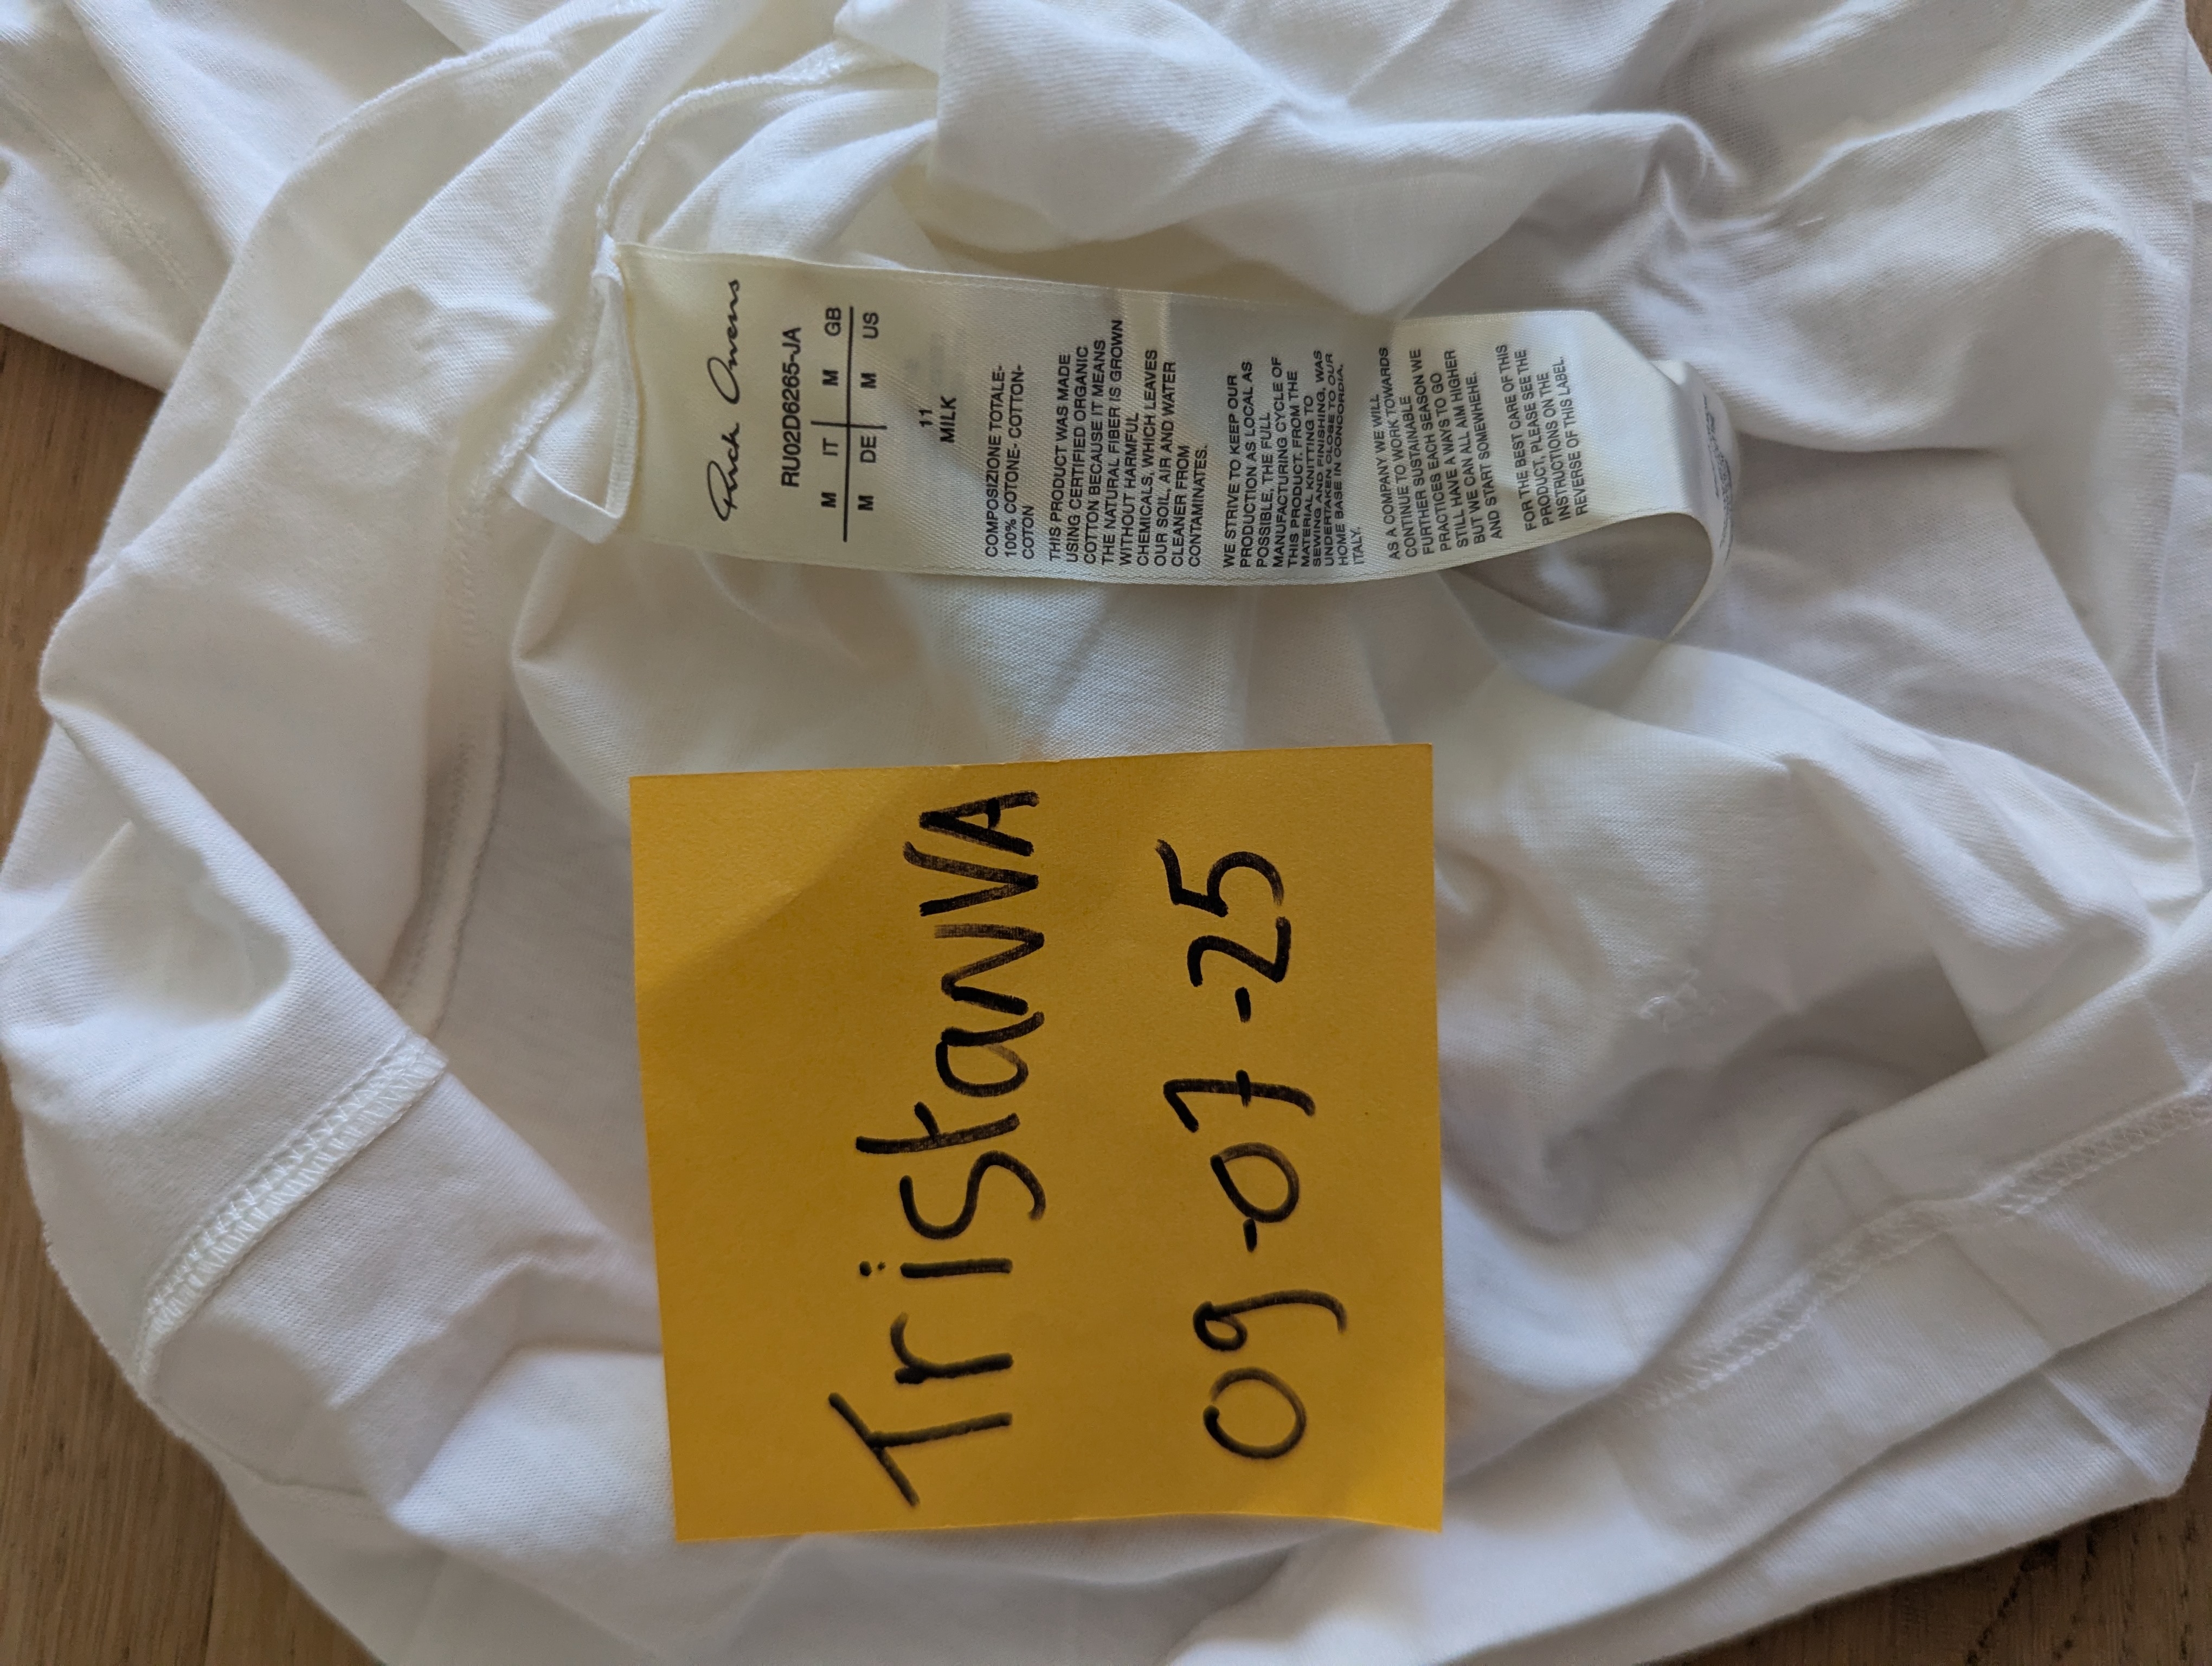 Rick Owens
RU02D6265-JA
M IT M GB
M DE M US
11
MILK
COMPOSIZIONE TOTALE-
100% COTONE- COTTON-
COTON
THIS PRODUCT WAS MADE
USING CERTIFIED ORGANIC
COTTON BECAUSE IT MEANS
THE NATURAL FIBER IS GROWN
WITHOUT HARMFUL
CHEMICALS, WHICH LEAVES
OUR SOIL, AIR AND WATER
CLEANER FROM
CONTAMINATES.
WE STRIVE TO KEEP OUR
PRODUCTION AS LOCAL AS
POSSIBLE, THE FULL
MANUFACTURING CYCLE OF
THIS PRODUCT. FROM THE
MATERIAL KNITTING TO
SEWING AND FINISHING, WAS
UNDERTAKEN CLOSE TO OUR
HOME BASE IN CONCORDIA,
ITALY.
AS A COMPANY WE WILL
CONTINUE TO WORK TOWARDS
FURTHER SUSTAINABLE
PRACTICES EACH SEASON WE
STILL HAVE A WAYS TO GO
BUT WE CAN ALL AIM HIGHER
AND START SOMEWHERE.
FOR THE BEST CARE OF THIS
PRODUCT, PLEASE SEE THE
INSTRUCTIONS ON THE
REVERSE OF THIS LABEL.
TristanVA
09-07-25